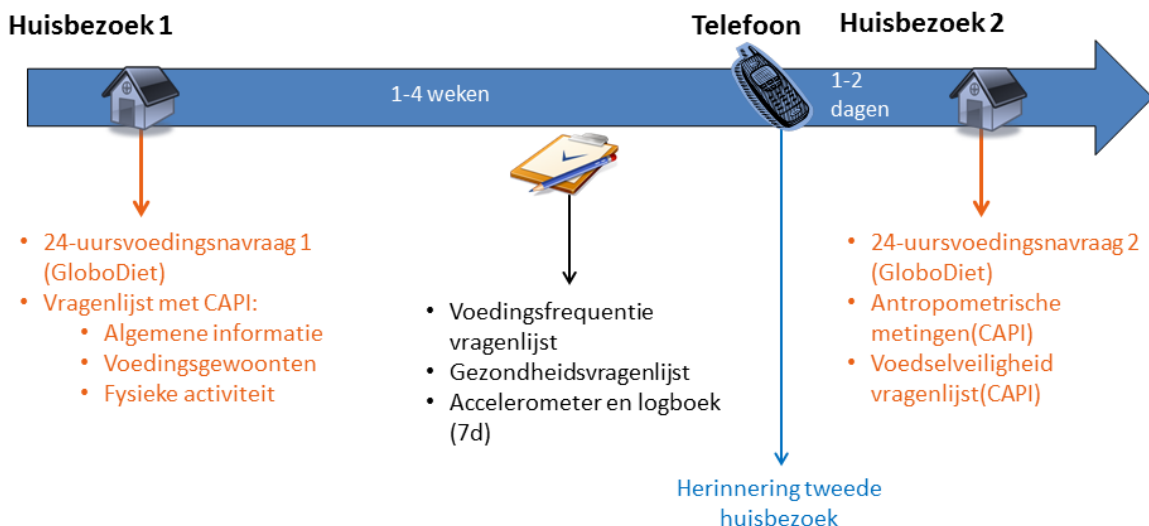 Huisbezoek 1
Telefoon
Huisbezoek 2
1-4 weken
1-2
dagen
• 24-uursvoedingsnavraag 1
(GloboDiet)
• Vragenlijst met CAPI:
• Algemene informatie
• Voedingsgewoonten
• Fysieke activiteit
• Voedingsfrequentie
vragenlijst
• Gezondheidsvragenlijst
• Accelerometer en logboek
(7d)
• 24-uursvoedingsnavraag 2
(GloboDiet)
• Antropometrische
metingen(CAPI)
• Voedselveiligheid
vragenlijst(CAPI)
Herinnering tweede
huisbezoek